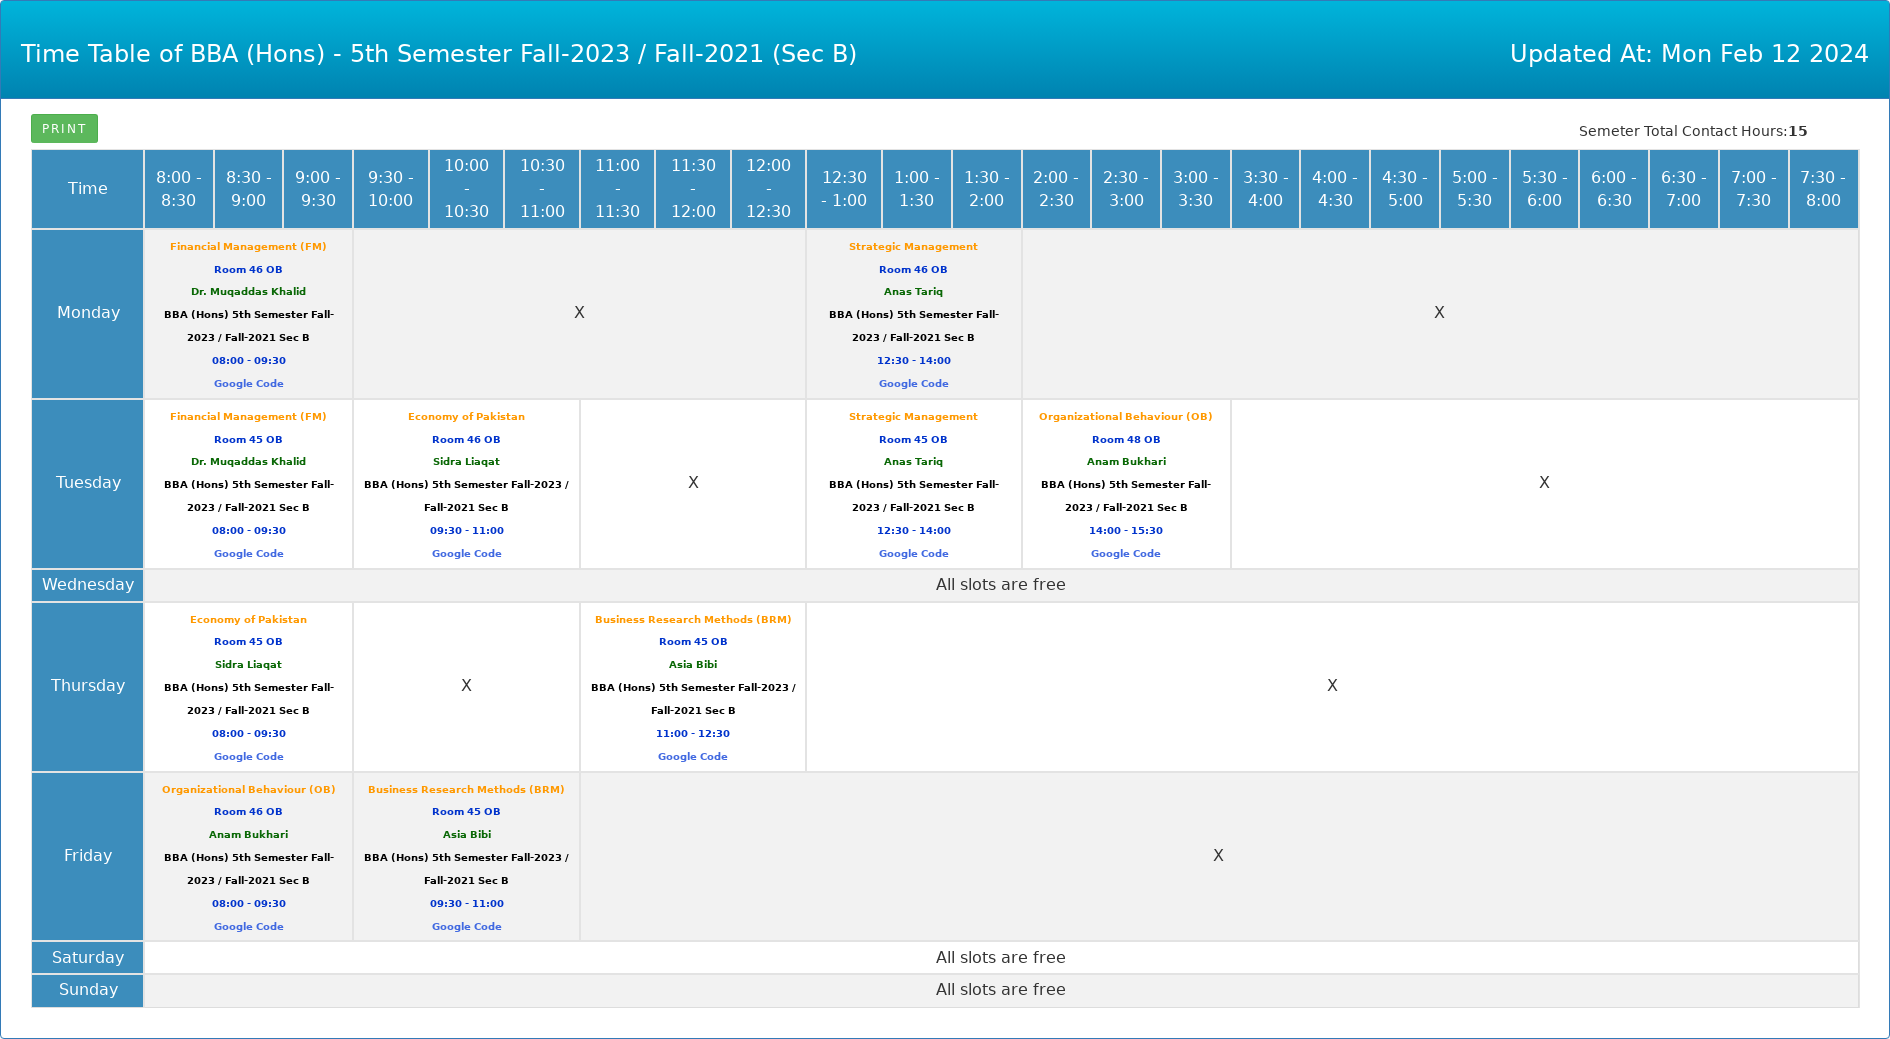 Time Table of BBA (Hons) - 5th Semester Fall-2023 / Fall-2021 (Sec B)
Updated At: Mon Feb 12 2024
PRINT
Semeter Total Contact Hours:15
Time
8:00 -
8:30
8:30 -
9:00
9:00 -
9:30
9:30 -
10:00
10:00
-
10:30
10:30
-
11:00
11:00
-
11:30
11:30
-
12:00
12:00
-
12:30
12:30
- 1:00
1:00 -
1:30
1:30 -
2:00
2:00 -
2:30
2:30 -
3:00
3:00 -
3:30
3:30 -
4:00
4:00 -
4:30
4:30 -
5:00
5:00 -
5:30
5:30 -
6:00
6:00 -
6:30
6:30 -
7:00
7:00 -
7:30
7:30 -
8:00
Monday
Financial Management (FM)
Room 46 OB
Dr. Muqaddas Khalid
BBA (Hons) 5th Semester Fall-
2023 / Fall-2021 Sec B
08:00 - 09:30
Google Code
X
Strategic Management
Room 46 OB
Anas Tariq
BBA (Hons) 5th Semester Fall-
2023 / Fall-2021 Sec B
12:30 - 14:00
Google Code
X
Tuesday
Financial Management (FM)
Room 45 OB
Dr. Muqaddas Khalid
BBA (Hons) 5th Semester Fall-
2023 / Fall-2021 Sec B
08:00 - 09:30
Google Code
Economy of Pakistan
Room 46 OB
Sidra Liaqat
BBA (Hons) 5th Semester Fall-2023 /
Fall-2021 Sec B
09:30 - 11:00
Google Code
X
Strategic Management
Room 45 OB
Anas Tariq
BBA (Hons) 5th Semester Fall-
2023 / Fall-2021 Sec B
12:30 - 14:00
Google Code
Organizational Behaviour (OB)
Room 48 OB
Anam Bukhari
BBA (Hons) 5th Semester Fall-
2023 / Fall-2021 Sec B
14:00 - 15:30
Google Code
X
Wednesday
All slots are free
Thursday
Economy of Pakistan
Room 45 OB
Sidra Liaqat
BBA (Hons) 5th Semester Fall-
2023 / Fall-2021 Sec B
08:00 - 09:30
Google Code
X
Business Research Methods (BRM)
Room 45 OB
Asia Bibi
BBA (Hons) 5th Semester Fall-2023 /
Fall-2021 Sec B
11:00 - 12:30
Google Code
X
Friday
Organizational Behaviour (OB)
Room 46 OB
Anam Bukhari
BBA (Hons) 5th Semester Fall-
2023 / Fall-2021 Sec B
08:00 - 09:30
Google Code
Business Research Methods (BRM)
Room 45 OB
Asia Bibi
BBA (Hons) 5th Semester Fall-2023 /
Fall-2021 Sec B
09:30 - 11:00
Google Code
X
Saturday
All slots are free
Sunday
All slots are free